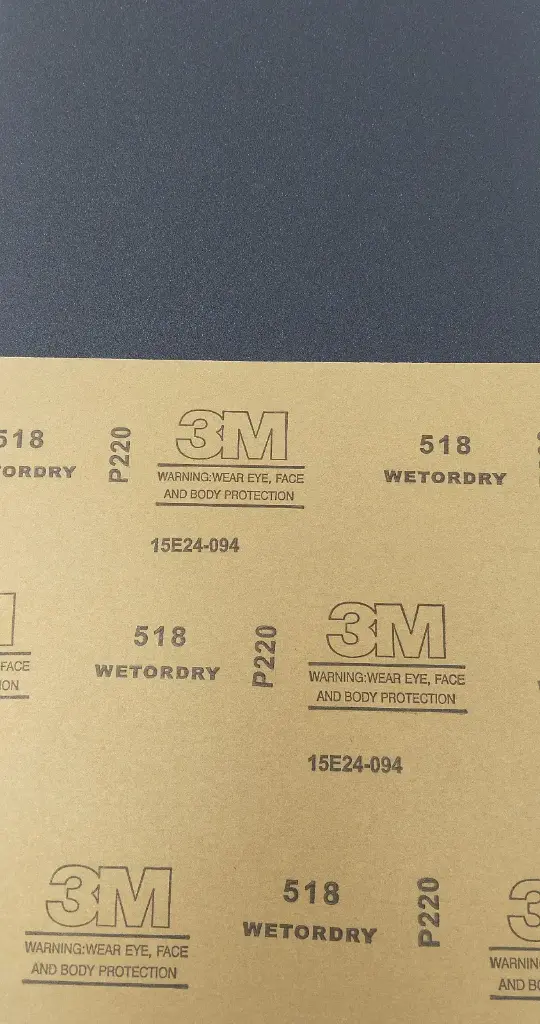 518
P220
3M
518
WETORDRY
WARNING:WEAR EYE, FACE
AND BODY PROTECTION
WETORDRY
15E24-094
518
P220
3M
FACE
WETORDRY
WARNING:WEAR EYE, FACE
AND BODY PROTECTION
15E24-094
3M
518
P220
WETORDRY
WARNING:WEAR EYE, FACE
AND BODY PROTECTION